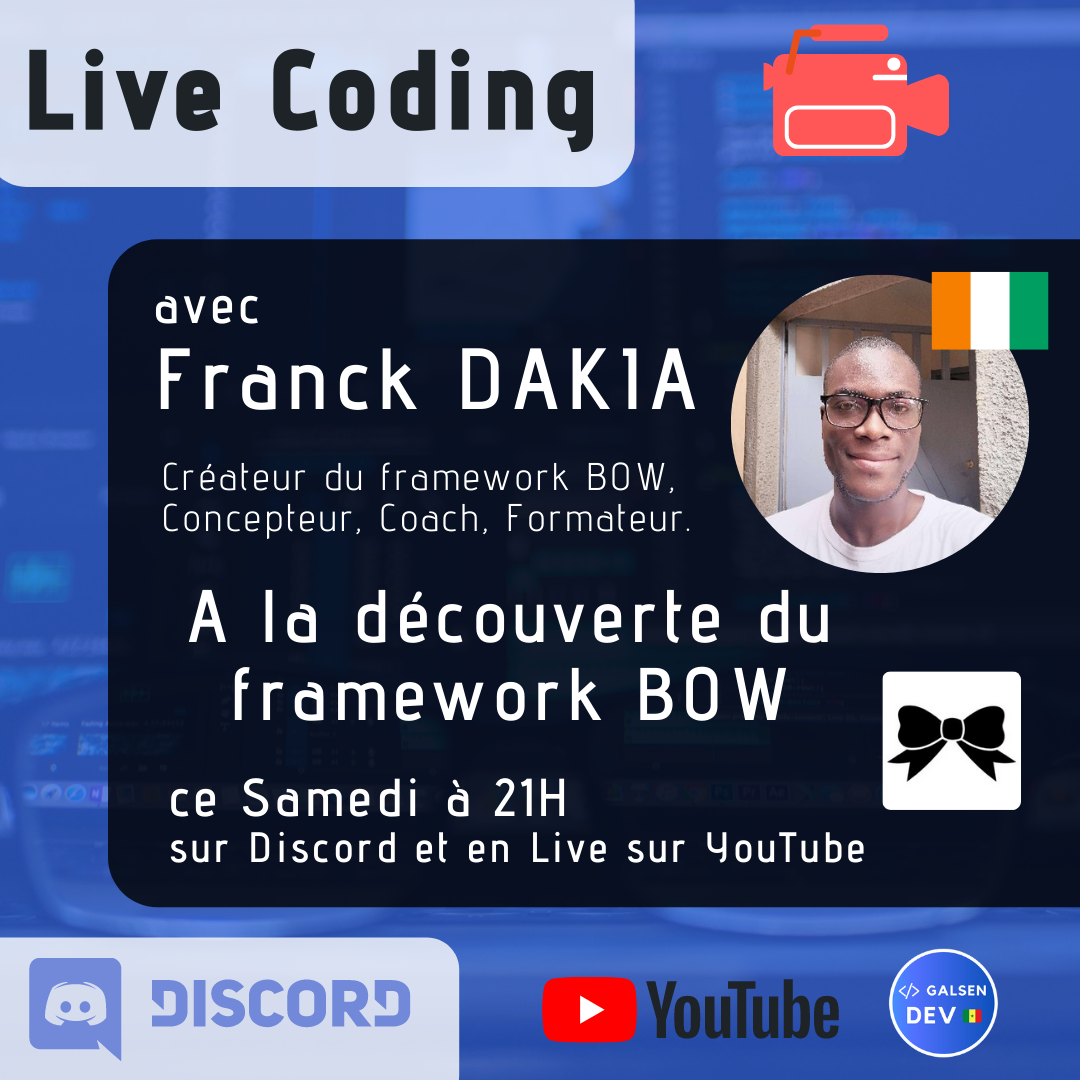 Live Coding
avec
Franck DAKIA
Créateur du framework BOW,
Concepteur, Coach, Formateur.
A la découverte du
framework BOW
ce Samedi à 21H
sur Discord et en Live sur YouTube
DISCORD
YouTube
</> GALSEN
DEV